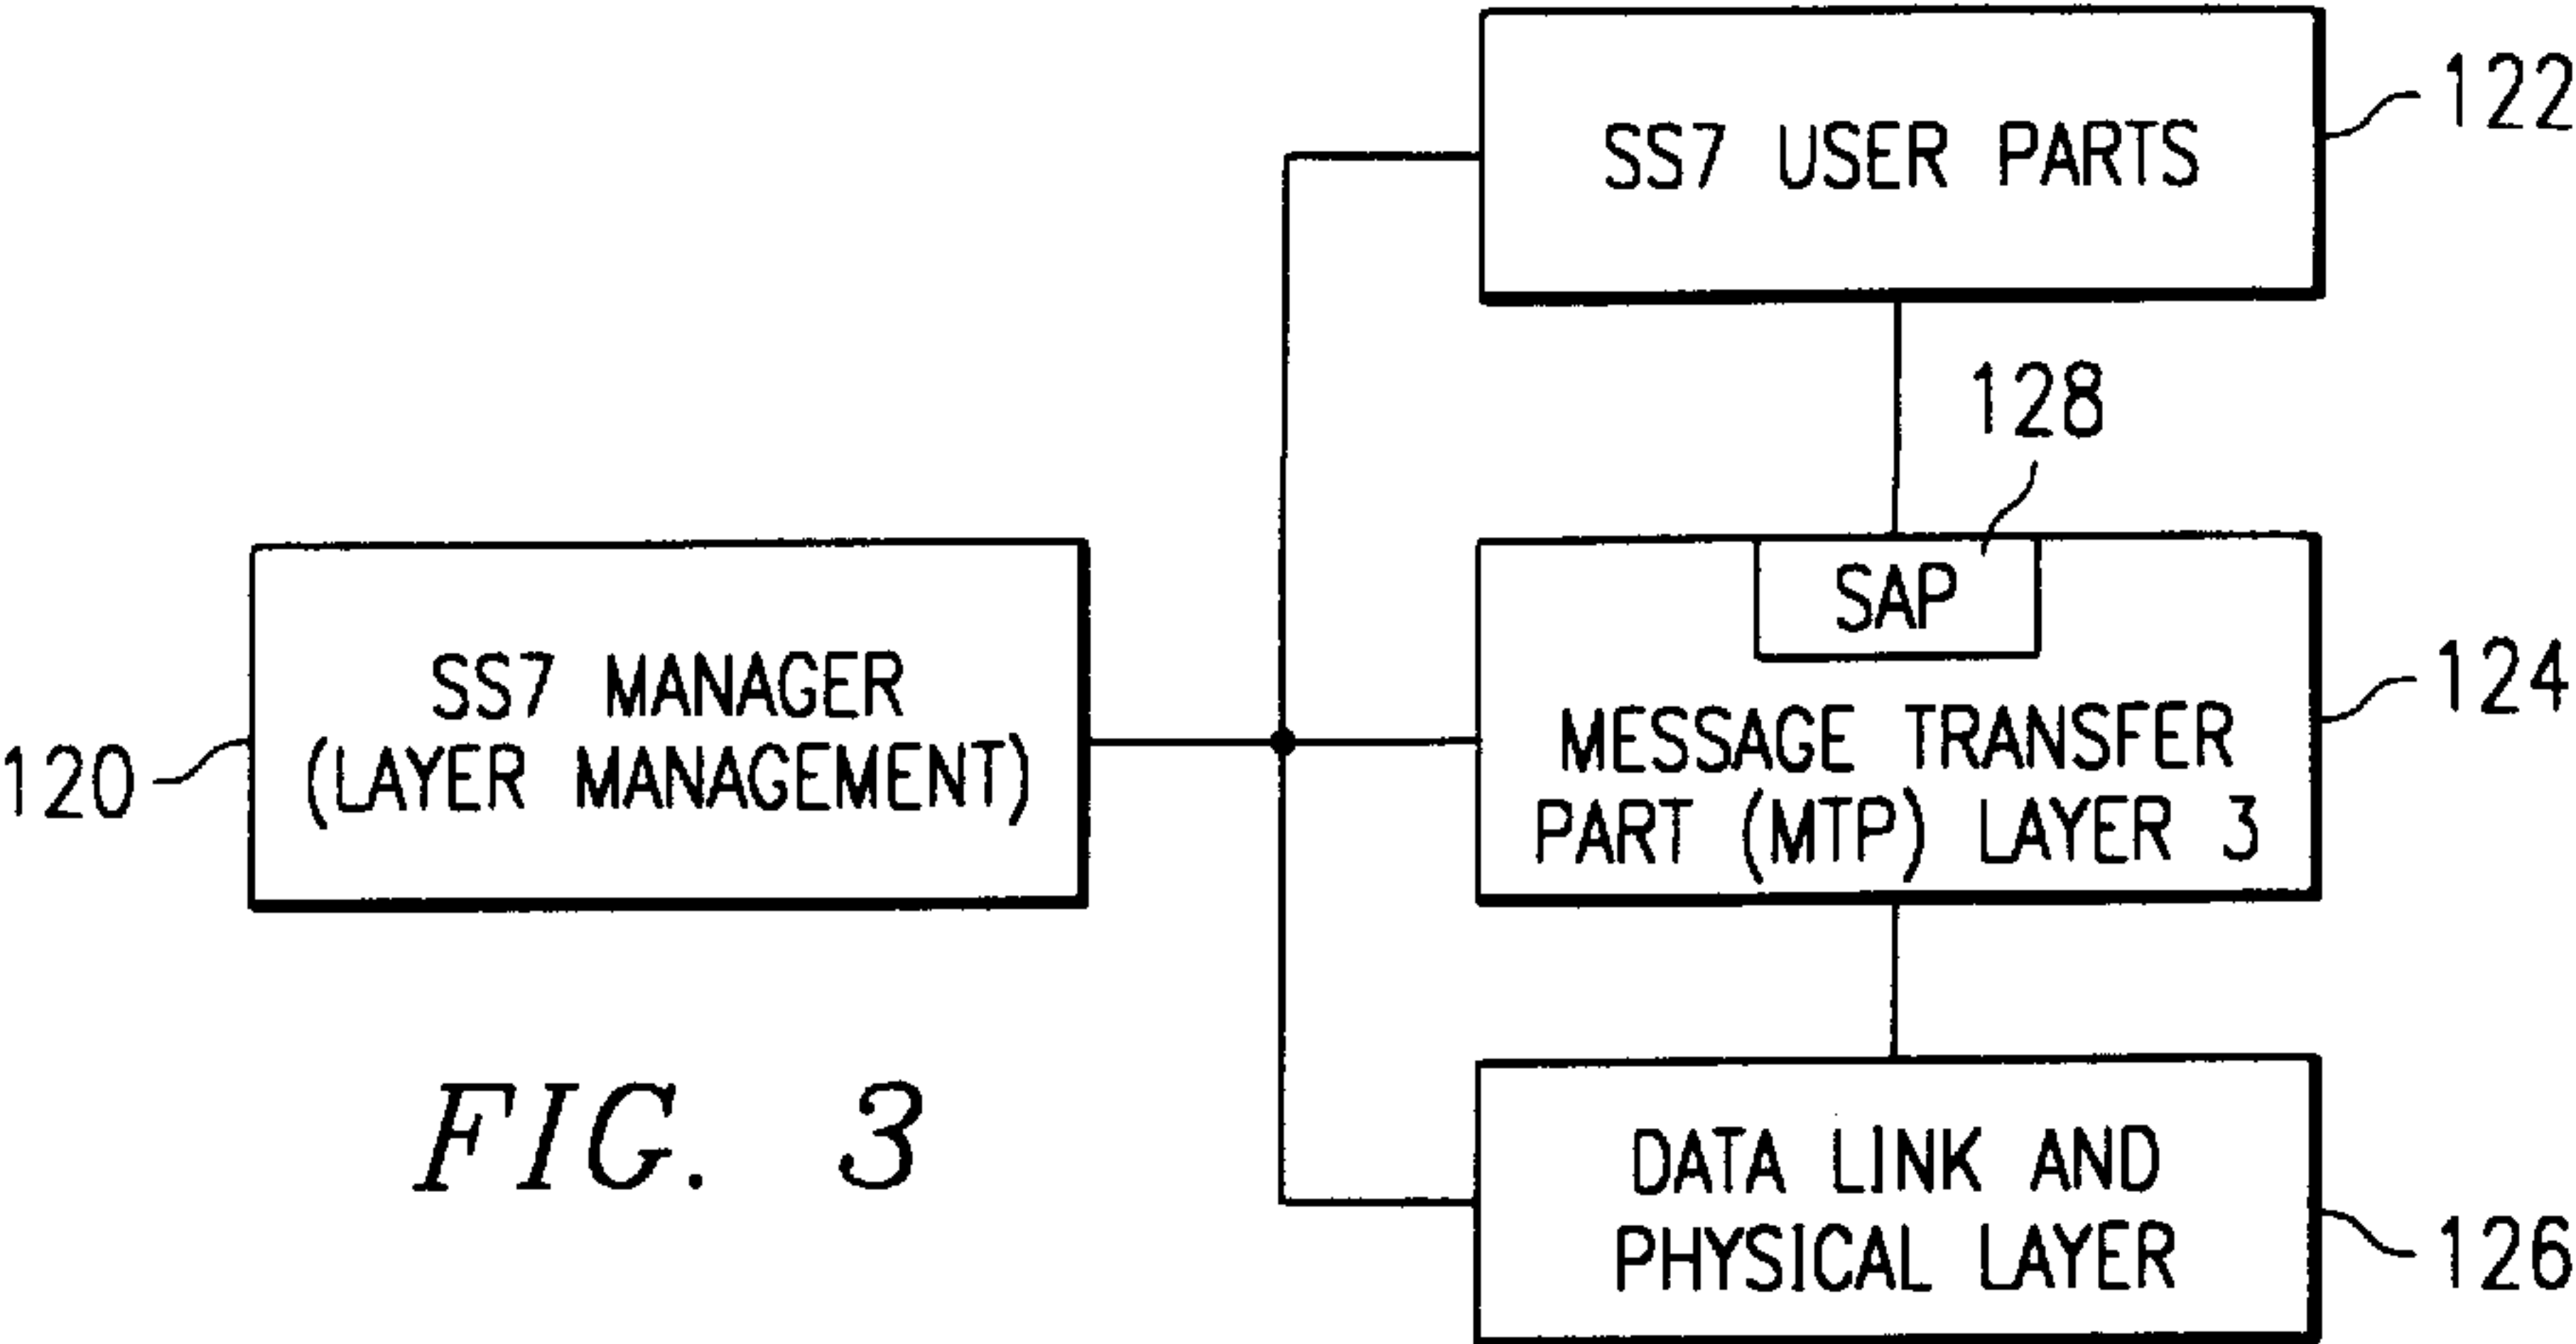 SS7 USER PARTS
122
128
SAP
SS7 MANAGER
(LAYER MANAGEMENT)
120
MESSAGE TRANSFER
PART (MTP) LAYER 3
124
DATA LINK AND
PHYSICAL LAYER
126
FIG. 3